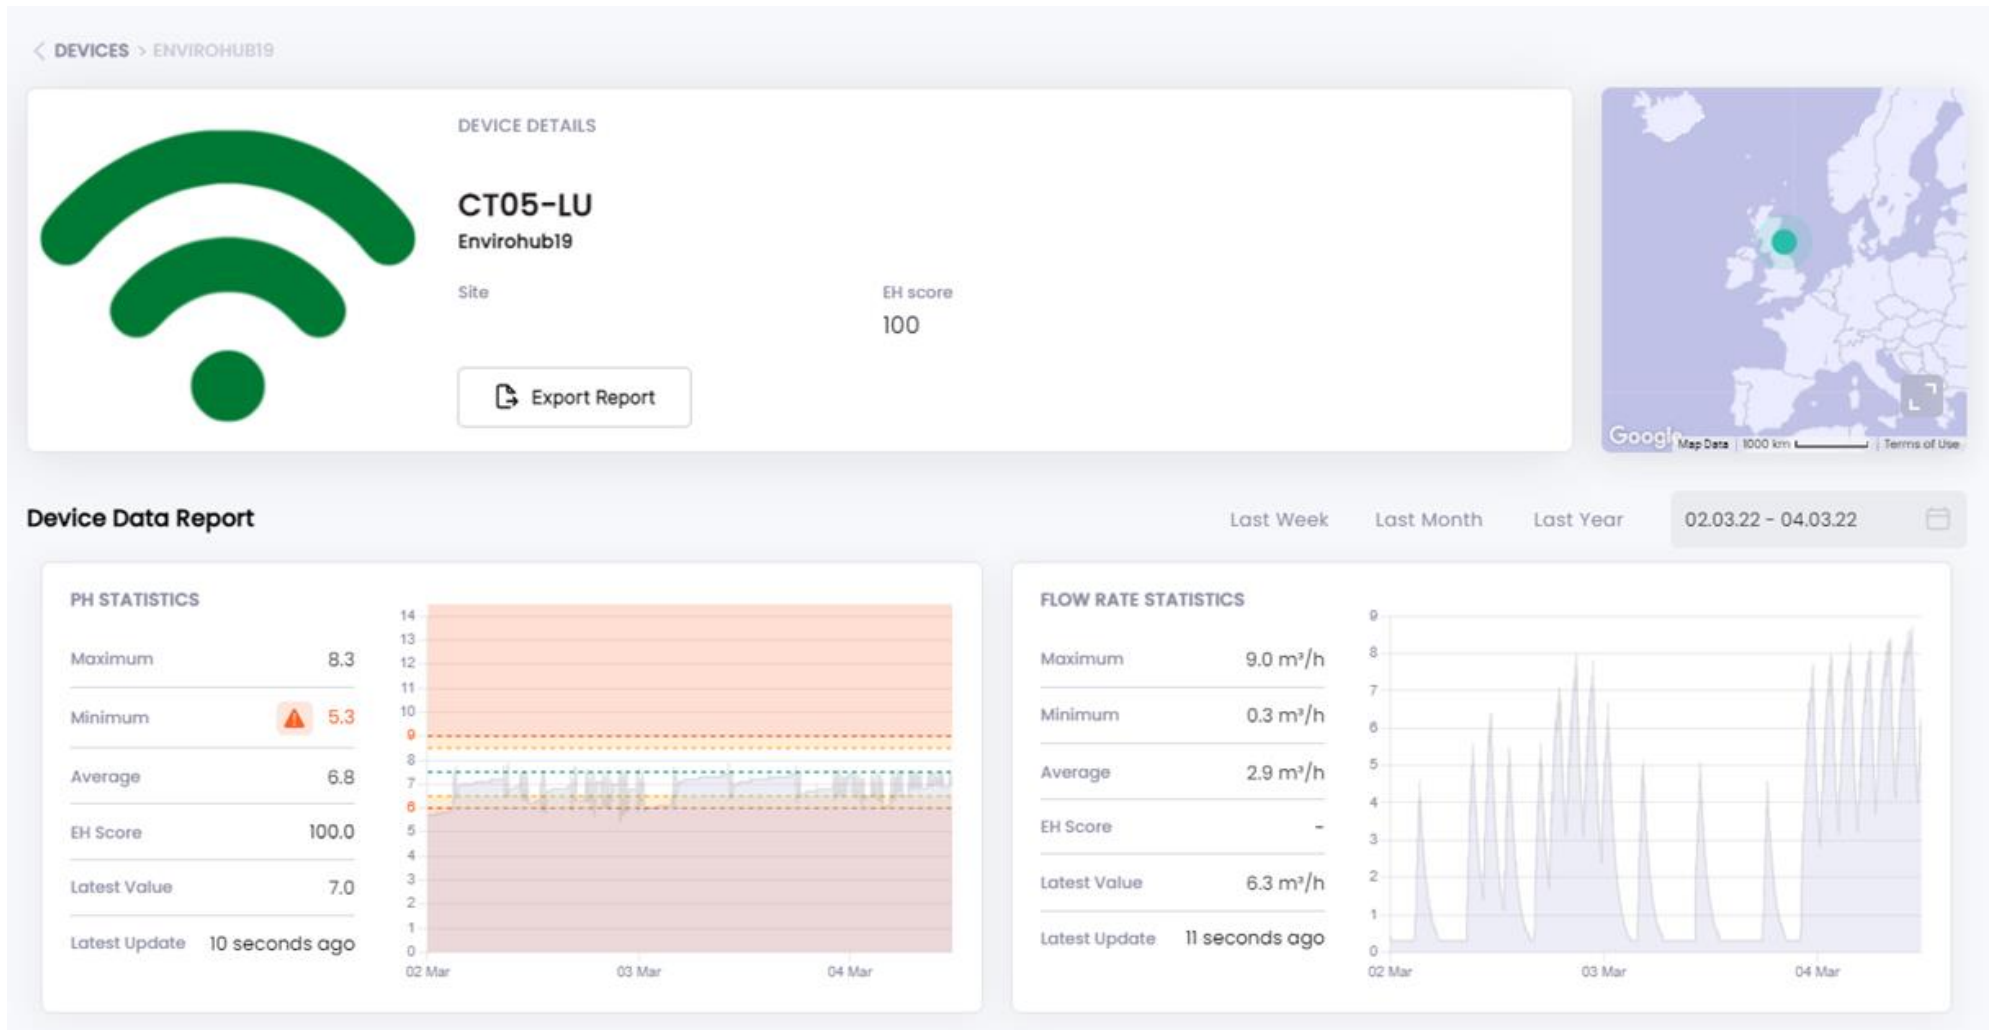 DEVICES > ENVIROHUB19
DEVICE DETAILS
CT05-LU
Envirohub19
Site
EH score
100
Export Report
Google
Map Data
1000 km
Terms of Use
Device Data Report
Last Week
Last Month
Last Year
02.03.22 - 04.03.22
PH STATISTICS
Maximum 8.3
Minimum 5.3
Average 6.8
EH Score 100.0
Latest Value 7.0
Latest Update 10 seconds ago
14
13
12
11
10
9
8
7
6
5
4
3
2
1
0
02 Mar
03 Mar
04 Mar
FLOW RATE STATISTICS
Maximum 9.0 m³/h
Minimum 0.3 m³/h
Average 2.9 m³/h
EH Score -
Latest Value 6.3 m³/h
Latest Update 11 seconds ago
9
8
7
6
5
4
3
2
1
0
02 Mar
03 Mar
04 Mar